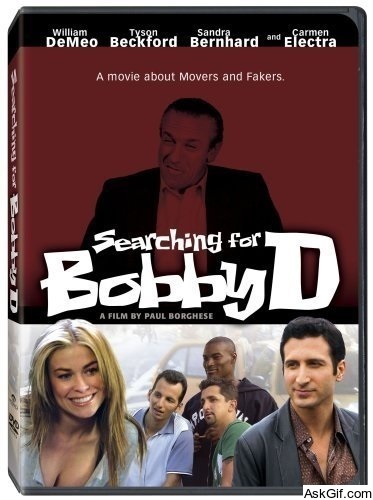 William DeMeo Tyson Beckford Sandra Bernhard and Carmen Electra
A movie about Movers and Fakers.
Searching for
Bobby D
A FILM BY PAUL BORGHESE
Searching for Bobby D
DVD
AskGif.com